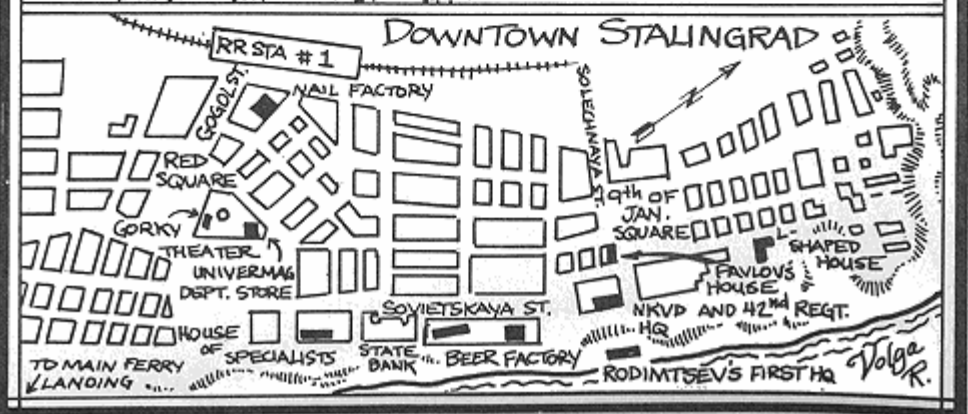 DOWNTOWN STALINGRAD
RR STA #1
GOGOL ST.
NAIL FACTORY
SOLECHNAYA ST.
N
RED
SQUARE
9th OF
JAN.
SQUARE
GORKY
THEATER
UNIVERMAG
DEPT. STORE
L-
SHAPED
HOUSE
PAVLOV'S
HOUSE
SOVIETSKAYA ST.
NKVD AND 42nd REGT.
HQ
HOUSE
OF
SPECIALISTS
STATE
BANK
BEER FACTORY
TO MAIN FERRY
LANDING
RODIMTSEV'S FIRST HQ
Volga
R.